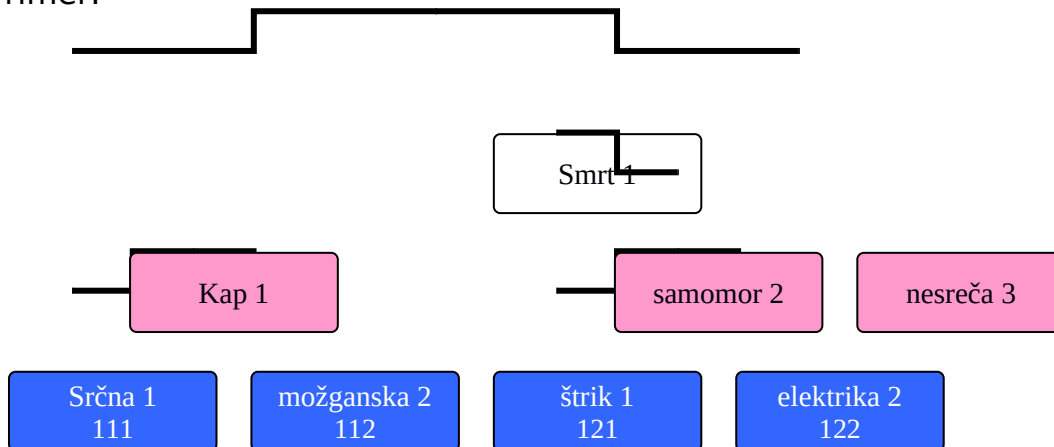 Smrt 1
Kap 1
samomor 2
nesreča 3
Srčna 1
111
možganska 2
112
štrik 1
121
elektrika 2
122